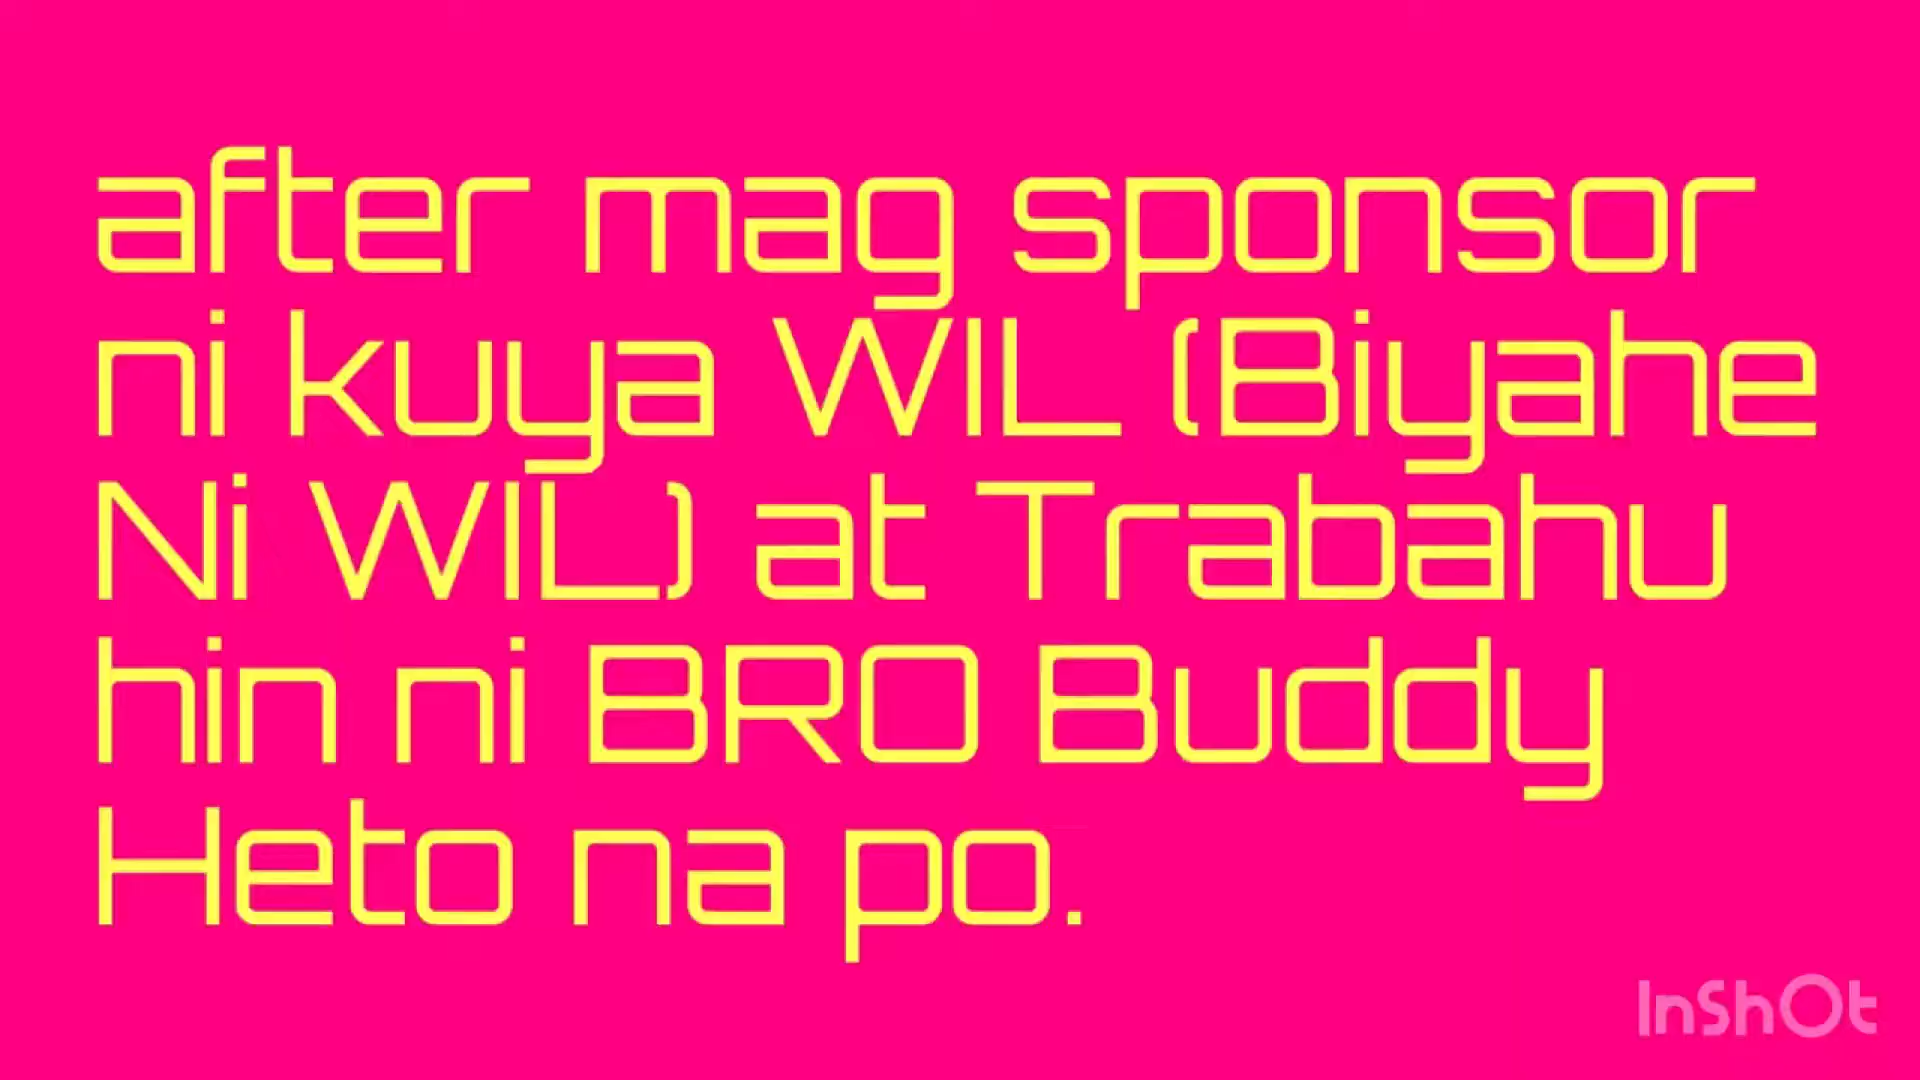 after mag sponsor
ni kuya WIL (Biyahe
Ni WIL) at Trabahu
hin ni BRO Buddy
Heto na po.
InShOt